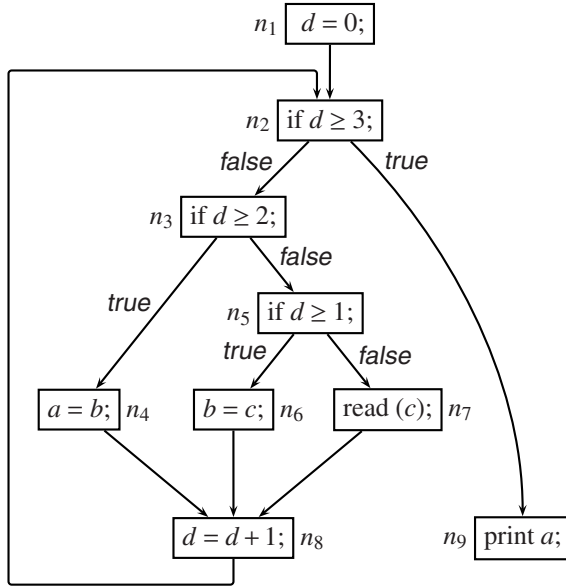 n1 d = 0;
n2 if d ≥ 3;
false true
n3 if d ≥ 2;
false
true n5 if d ≥ 1;
true false
a = b; n4 b = c; n6 read (c); n7
d = d + 1; n8 n9 print a;